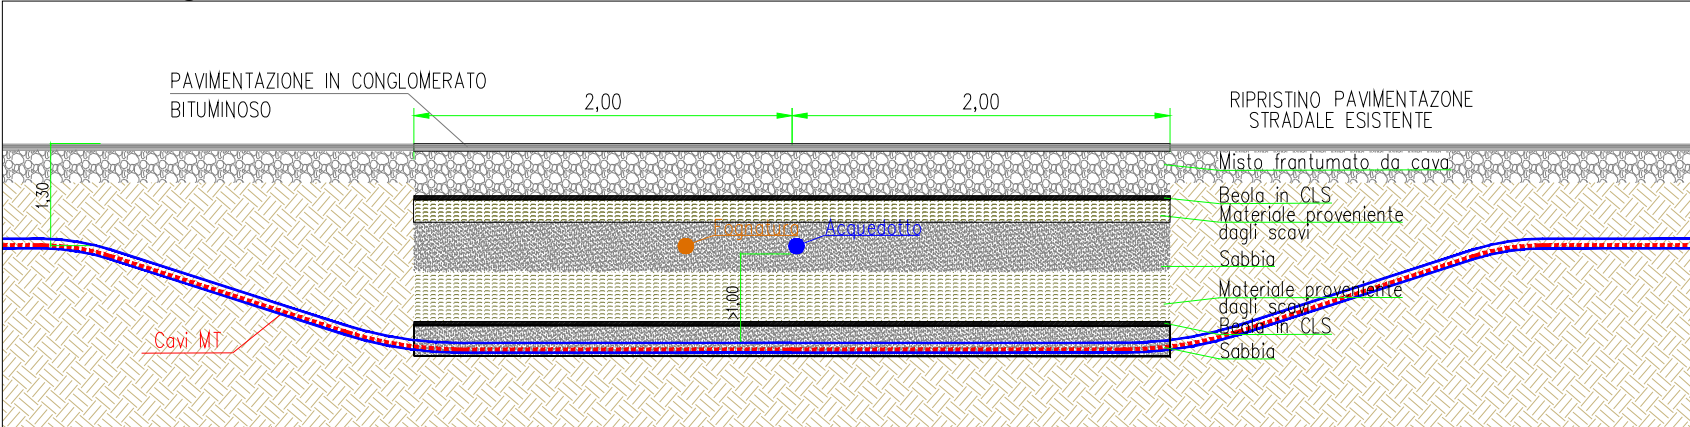 PAVIMENTAZIONE IN CONGLOMERATO
BITUMINOSO
2,00
2,00
RIPRISTINO PAVIMENTAZONE
STRADALE ESISTENTE
1,30
Misto frantumato da cava
Beola in CLS
Materiale proveniente
dagli scavi
Fognatura
Acquedotto
Sabbia
>1,00
Materiale proveniente
dagli scavi
Beola in CLS
Sabbia
Cavi MT